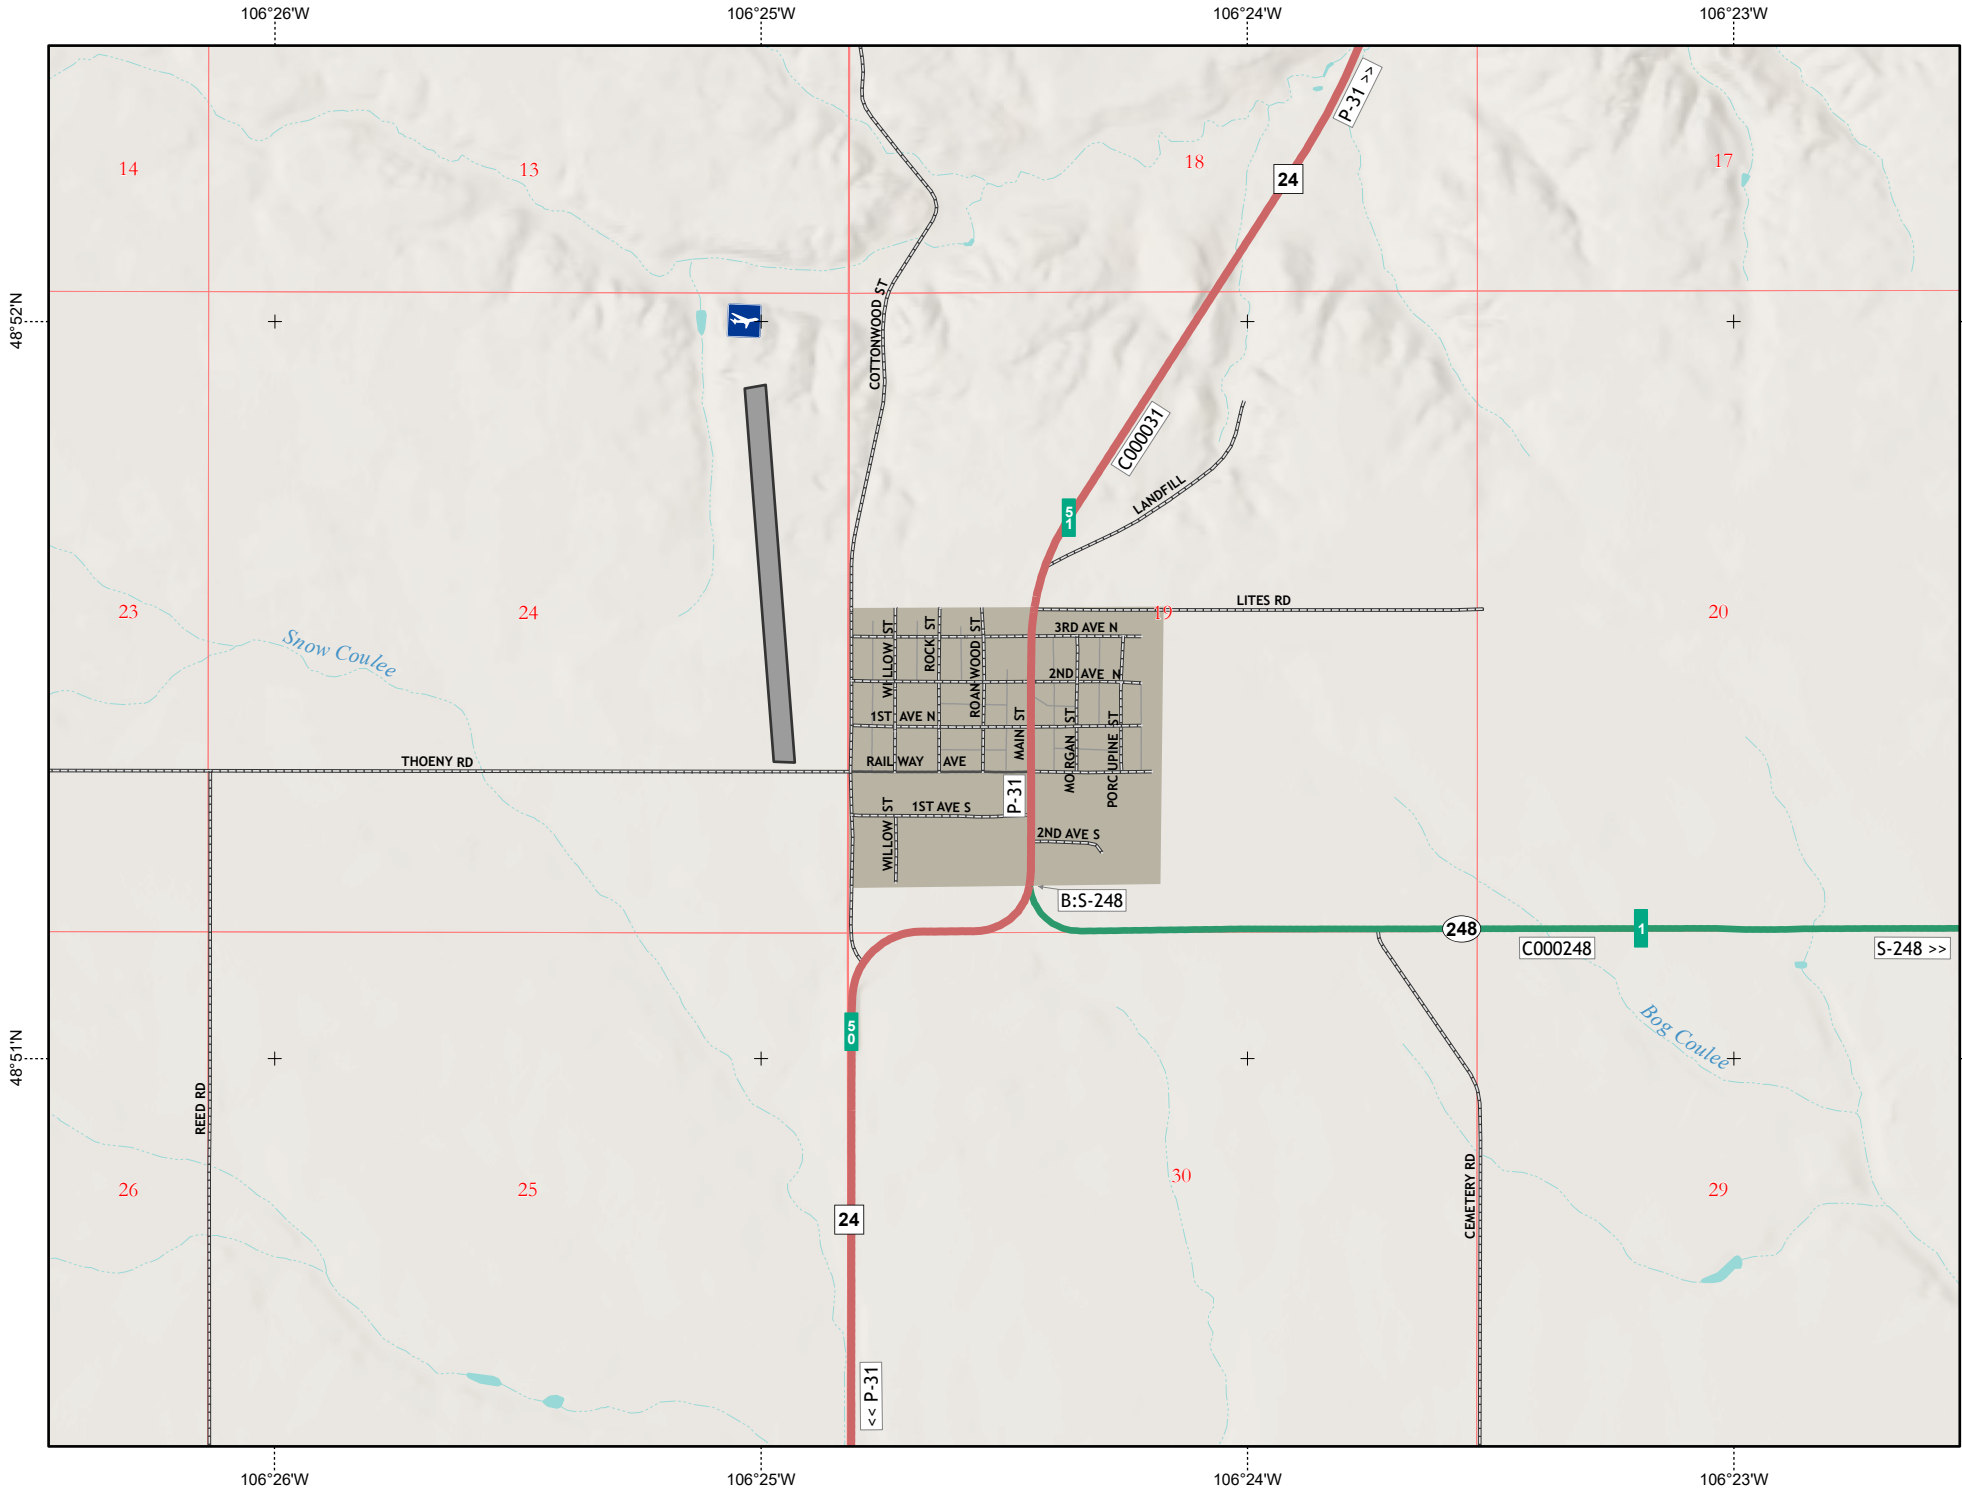 106°26'W
106°25'W
106°24'W
106°23'W
P-31 >>
14
13
18
17
24
48°52'N
COTTONWOOD ST
C000031
LANDFILL
51
LITES RD
23
24
19
20
Snow Coulee
3RD AVE N
WILLOW ST
ROCK ST
ROANWOOD ST
2ND AVE N
1ST AVE N
MAIN ST
MORGAN ST
PORCUPINE ST
THOENY RD
RAILWAY AVE
P-31
1ST AVE S
WILLOW ST
2ND AVE S
B:S-248
248
1
C000248
S-248 >>
50
Bog Coulee
48°51'N
REED RD
26
25
30
29
CEMETERY RD
24
<< P-31
106°26'W
106°25'W
106°24'W
106°23'W